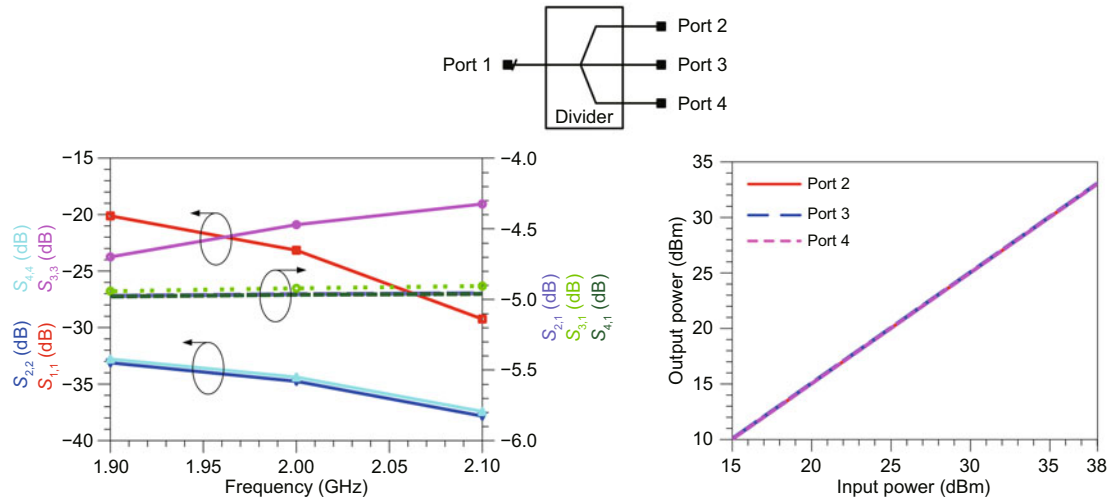 Port 1
Port 2
Port 3
Port 4
Divider
S4,4 (dB)
S3,3 (dB)
S2,2 (dB)
S1,1 (dB)
−15
−20
−25
−30
−35
−40
−4.0
−4.5
−5.0
−5.5
−6.0
S2,1 (dB)
S3,1 (dB)
S4,1 (dB)
1.90
1.95
2.00
2.05
2.10
Frequency (GHz)
Output power (dBm)
35
30
25
20
15
10
Port 2
Port 3
Port 4
15
20
25
30
35
38
Input power (dBm)